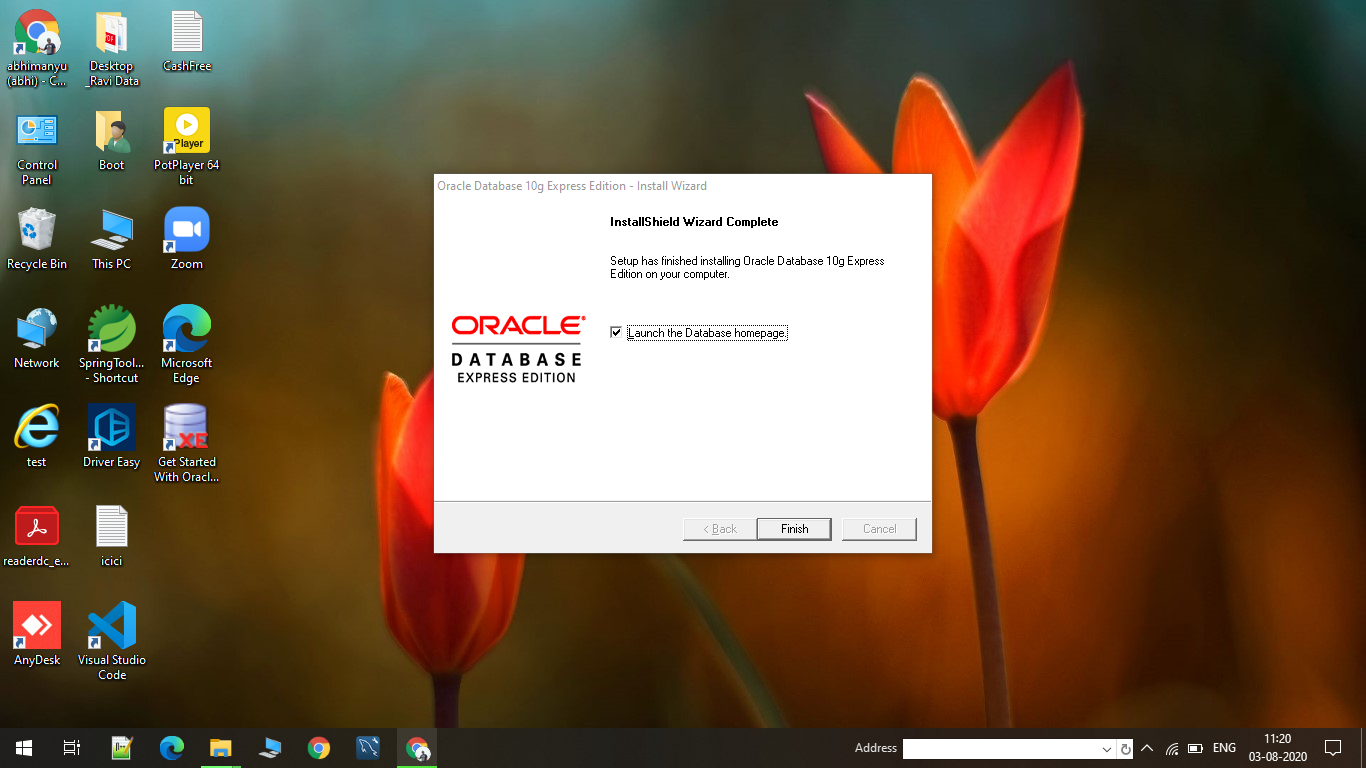 abhimanyu
(abhi) - C...
Desktop
_Ravi Data
CashFree
Control
Panel
Boot
Player
PotPlayer 64
bit
Recycle Bin
This PC
Zoom
Network
SpringTool...
- Shortcut
Microsoft
Edge
test
Driver Easy
XE
Get Started
With Oracl...
readerdc_e...
icici
AnyDesk
Visual Studio
Code
Oracle Database 10g Express Edition - Install Wizard
InstallShield Wizard Complete
Setup has finished installing Oracle Database 10g Express
Edition on your computer.
ORACLE®
DATABASE
EXPRESS EDITION
Launch the Database homepage.
< Back
Finish
Cancel
Address
ENG
11:20
03-08-2020